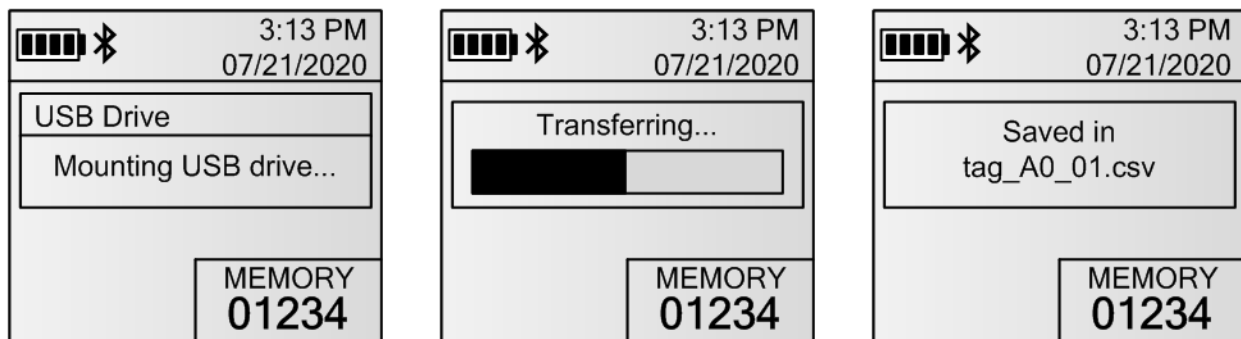 3:13 PM
07/21/2020
USB Drive
Mounting USB drive...
MEMORY
01234
3:13 PM
07/21/2020
Transferring...
MEMORY
01234
3:13 PM
07/21/2020
Saved in
tag_A0_01.csv
MEMORY
01234